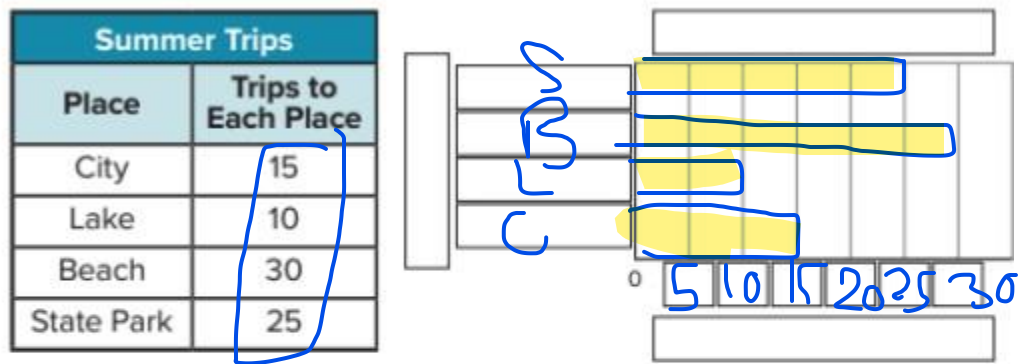 Summer Trips
Place Trips to Each Place
City 15
Lake 10
Beach 30
State Park 25
S
B
L
C
0 5 10 15 20 25 30